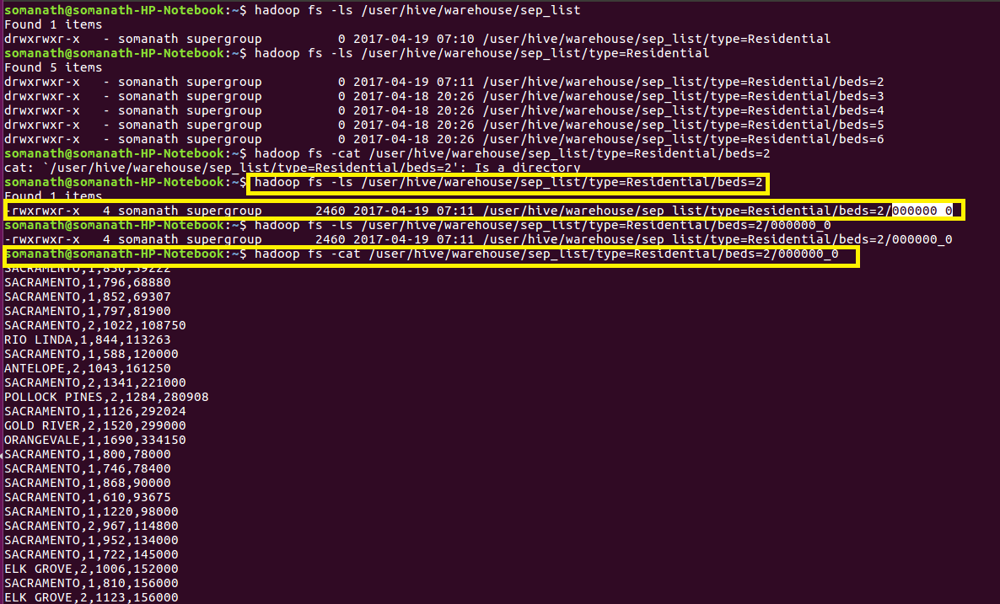 somanath@somanath-HP-Notebook:~$ hadoop fs -ls /user/hive/warehouse/sep_list
Found 1 items
drwxrwxr-x   - somanath supergroup          0 2017-04-19 07:10 /user/hive/warehouse/sep_list/type=Residential
somanath@somanath-HP-Notebook:~$ hadoop fs -ls /user/hive/warehouse/sep_list/type=Residential
Found 5 items
drwxrwxr-x   - somanath supergroup          0 2017-04-19 07:11 /user/hive/warehouse/sep_list/type=Residential/beds=2
drwxrwxr-x   - somanath supergroup          0 2017-04-18 20:26 /user/hive/warehouse/sep_list/type=Residential/beds=3
drwxrwxr-x   - somanath supergroup          0 2017-04-18 20:26 /user/hive/warehouse/sep_list/type=Residential/beds=4
drwxrwxr-x   - somanath supergroup          0 2017-04-18 20:26 /user/hive/warehouse/sep_list/type=Residential/beds=5
drwxrwxr-x   - somanath supergroup          0 2017-04-18 20:26 /user/hive/warehouse/sep_list/type=Residential/beds=6
somanath@somanath-HP-Notebook:~$ hadoop fs -cat /user/hive/warehouse/sep_list/type=Residential/beds=2
cat: `/user/hive/warehouse/sep_list/type=Residential/beds=2': Is a directory
somanath@somanath-HP-Notebook:~$ hadoop fs -ls /user/hive/warehouse/sep_list/type=Residential/beds=2
Found 1 items
-rwxrwxr-x   4 somanath supergroup       2460 2017-04-19 07:11 /user/hive/warehouse/sep_list/type=Residential/beds=2/000000_0
somanath@somanath-HP-Notebook:~$ hadoop fs -ls /user/hive/warehouse/sep_list/type=Residential/beds=2/000000_0
-rwxrwxr-x   4 somanath supergroup       2460 2017-04-19 07:11 /user/hive/warehouse/sep_list/type=Residential/beds=2/000000_0
somanath@somanath-HP-Notebook:~$ hadoop fs -cat /user/hive/warehouse/sep_list/type=Residential/beds=2/000000_0
SACRAMENTO,1,836,59222
SACRAMENTO,1,796,68880
SACRAMENTO,1,852,69307
SACRAMENTO,1,797,81900
SACRAMENTO,2,1022,108750
RIO LINDA,1,844,113263
SACRAMENTO,1,588,120000
ANTELOPE,2,1043,161250
SACRAMENTO,2,1341,221000
POLLOCK PINES,2,1284,280908
SACRAMENTO,1,1126,292024
GOLD RIVER,2,1520,299000
ORANGEVALE,1,1690,334150
SACRAMENTO,1,800,78000
SACRAMENTO,1,746,78400
SACRAMENTO,1,868,90000
SACRAMENTO,1,610,93675
SACRAMENTO,1,1220,98000
SACRAMENTO,2,967,114800
SACRAMENTO,1,952,134000
SACRAMENTO,1,722,145000
ELK GROVE,2,1006,152000
SACRAMENTO,1,810,156000
ELK GROVE,2,1123,156000